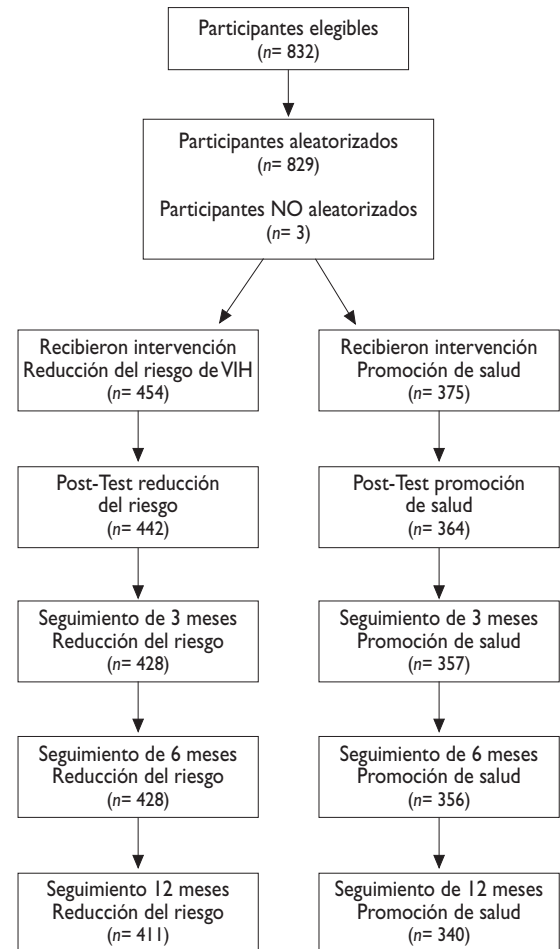 Participantes elegibles
(n= 832)
Participantes aleatorizados
(n= 829)
Participantes NO aleatorizados
(n= 3)
Recibieron intervención
Reducción del riesgo de VIH
(n= 454)
Recibieron intervención
Promoción de salud
(n= 375)
Post-Test reducción
del riesgo
(n= 442)
Post-Test promoción
de salud
(n= 364)
Seguimiento de 3 meses
Reducción del riesgo
(n= 428)
Seguimiento de 3 meses
Promoción de salud
(n= 357)
Seguimiento de 6 meses
Reducción del riesgo
(n= 428)
Seguimiento de 6 meses
Promoción de salud
(n= 356)
Seguimiento 12 meses
Reducción del riesgo
(n= 411)
Seguimiento de 12 meses
Promoción de salud
(n= 340)